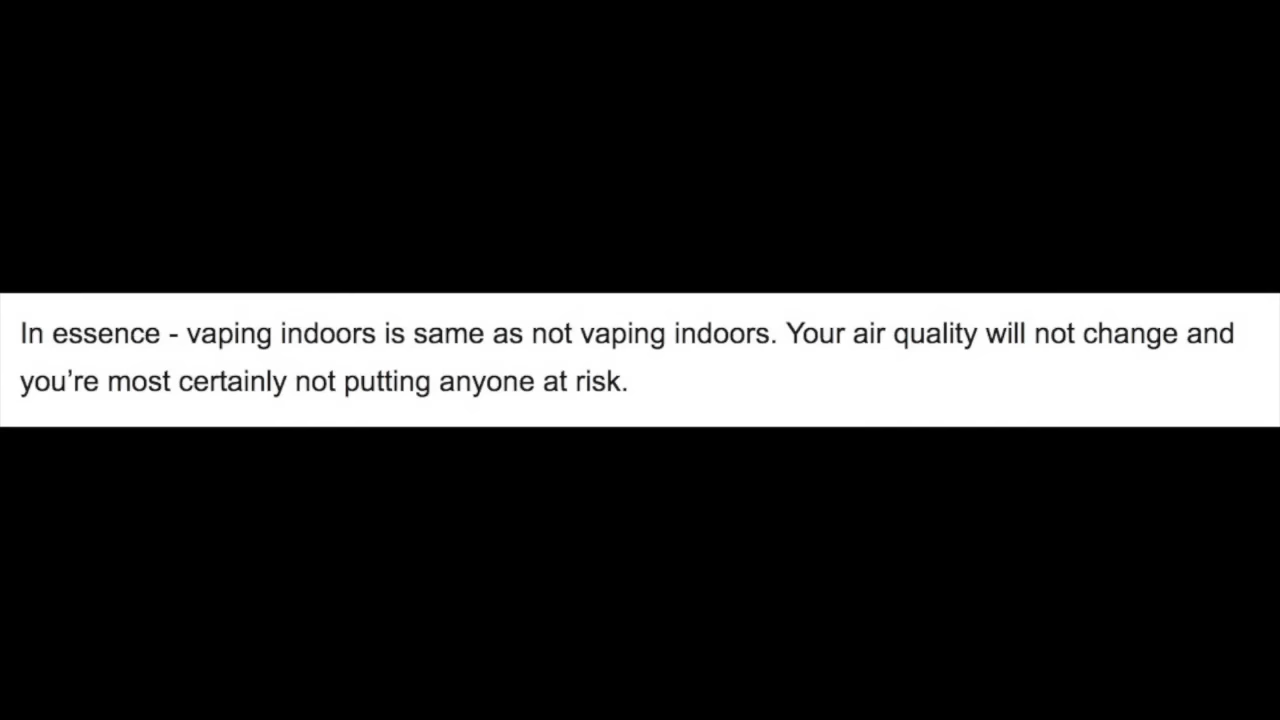 In essence - vaping indoors is same as not vaping indoors. Your air quality will not change and
you’re most certainly not putting anyone at risk.